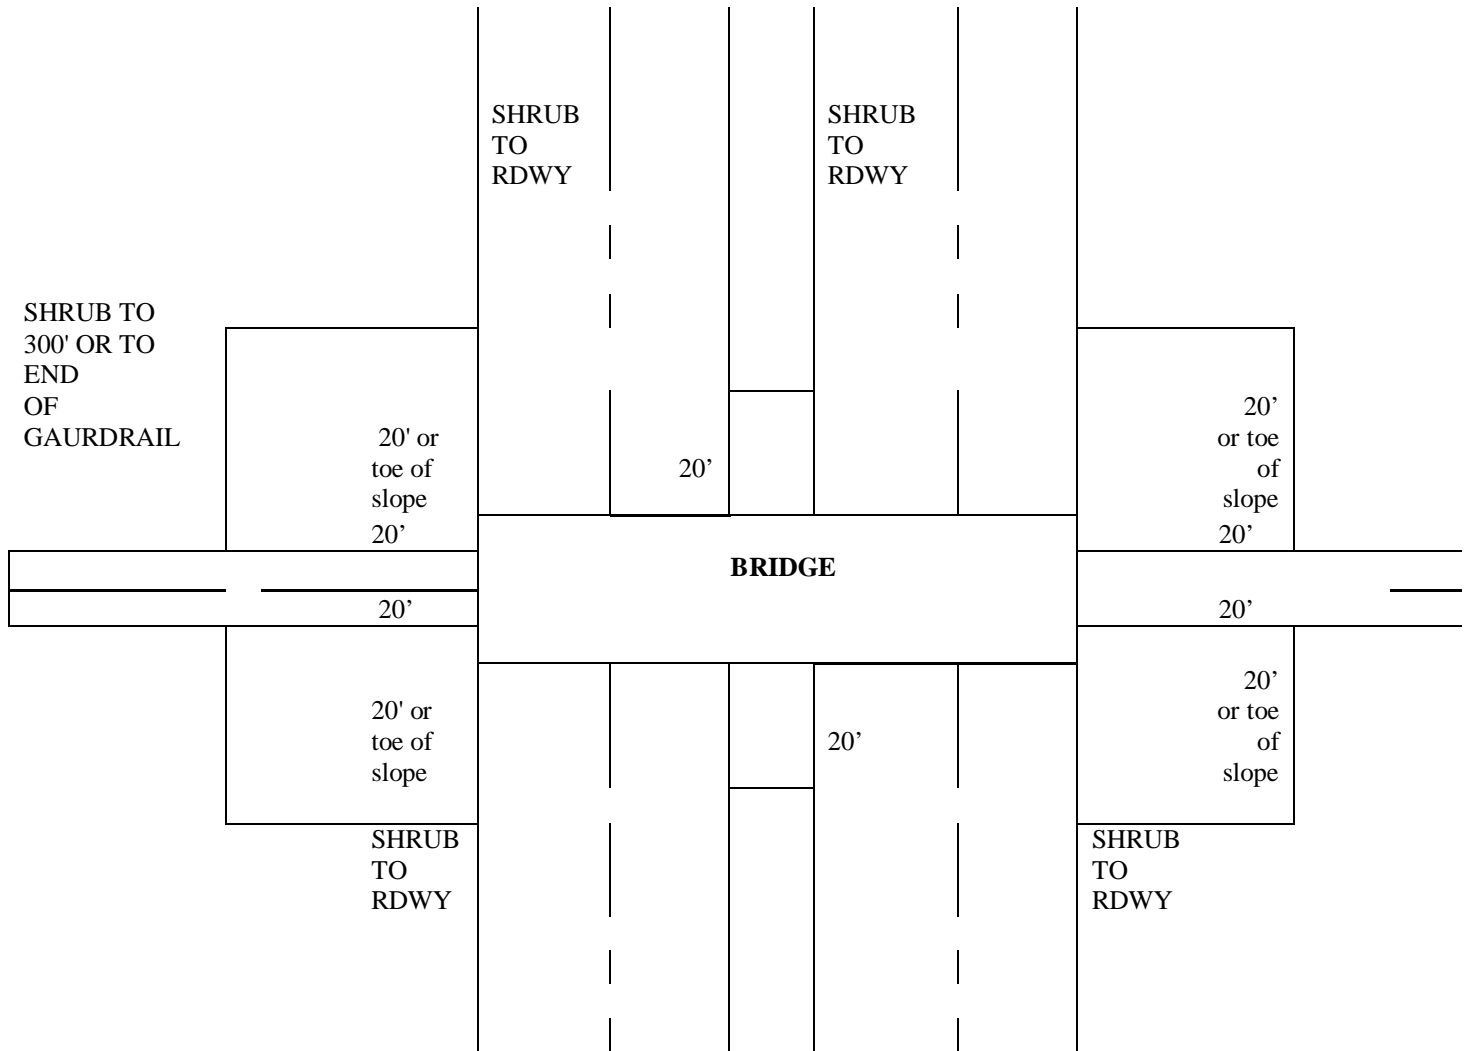 SHRUB
TO
RDWY
SHRUB
TO
RDWY
SHRUB TO
300' OR TO
END
OF
GAURDRAIL
20' or
toe of
slope
20’
20’
20’
or toe
of
slope
20’
BRIDGE
20’
20’
20' or
toe of
slope
20’
20’
or toe
of
slope
SHRUB
TO
RDWY
SHRUB
TO
RDWY